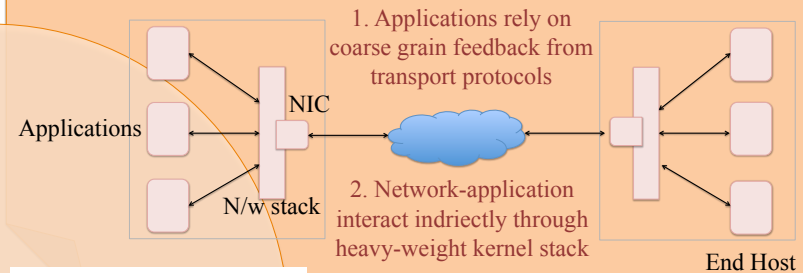 1. Applications rely on
coarse grain feedback from
transport protocols
NIC
Applications
N/w stack
2. Network-application
interact indriectly through
heavy-weight kernel stack
End Host